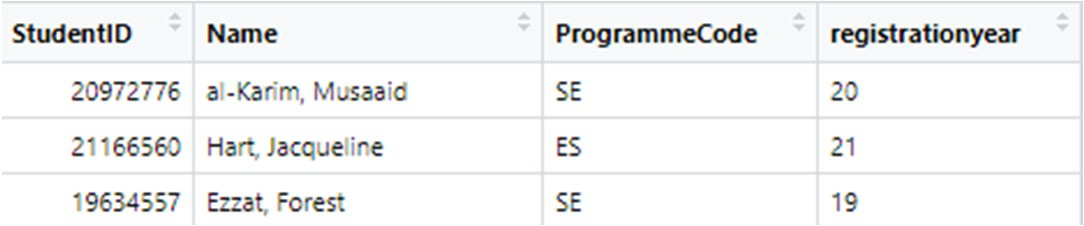 StudentID Name ProgrammeCode registrationyear
20972776 al-Karim, Musaaid SE 20
21166560 Hart, Jacqueline ES 21
19634557 Ezzat, Forest SE 19